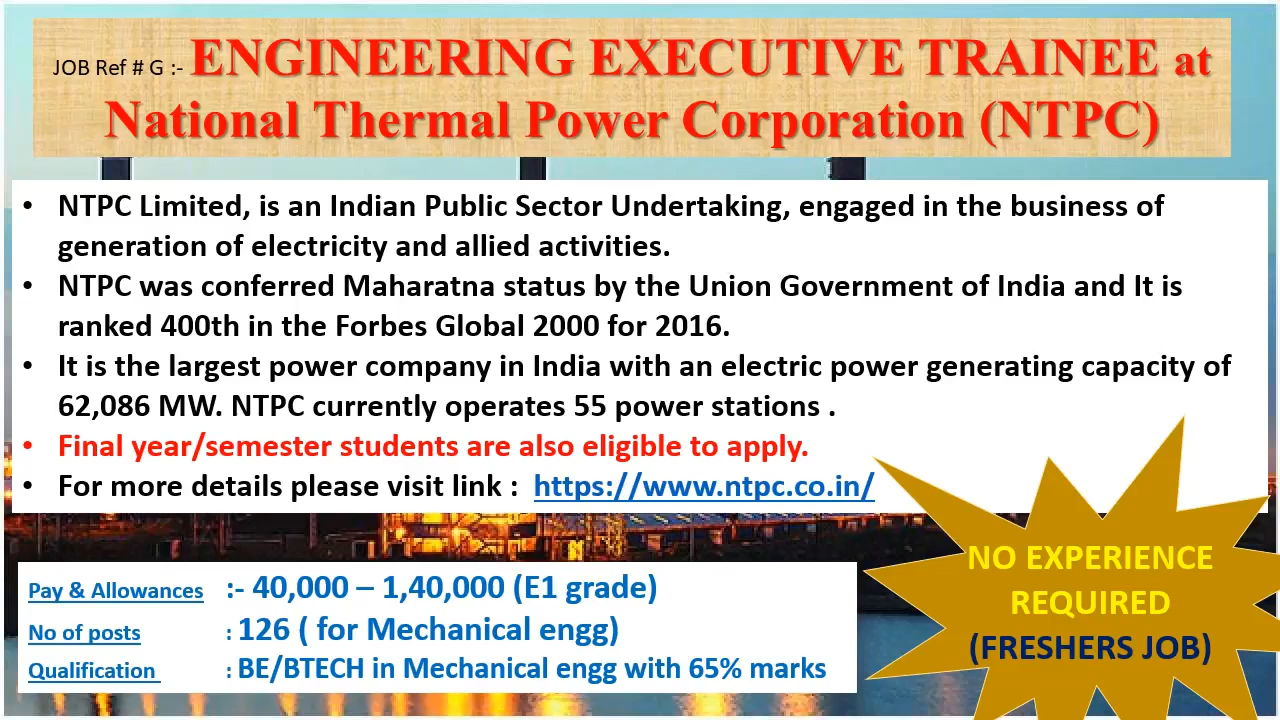 JOB Ref # G :- ENGINEERING EXECUTIVE TRAINEE at
National Thermal Power Corporation (NTPC)
• NTPC Limited, is an Indian Public Sector Undertaking, engaged in the business of
generation of electricity and allied activities.
• NTPC was conferred Maharatna status by the Union Government of India and It is
ranked 400th in the Forbes Global 2000 for 2016.
• It is the largest power company in India with an electric power generating capacity of
62,086 MW. NTPC currently operates 55 power stations .
• Final year/semester students are also eligible to apply.
• For more details please visit link : https://www.ntpc.co.in/
Pay & Allowances :- 40,000 – 1,40,000 (E1 grade)
No of posts : 126 ( for Mechanical engg)
Qualification : BE/BTECH in Mechanical engg with 65% marks
NO EXPERIENCE
REQUIRED
(FRESHERS JOB)